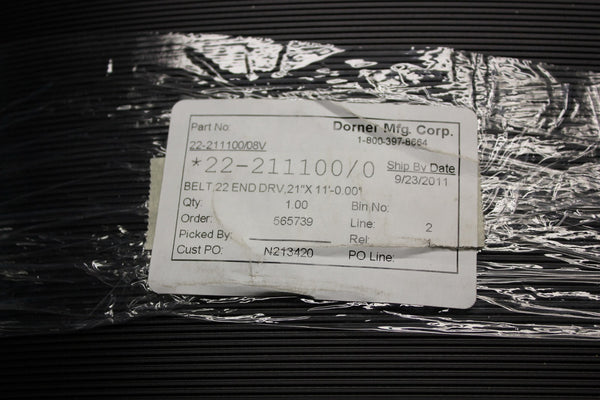 Part No:
Dorner Mfg. Corp.
1-800-397-8664
22-211100/08V
*22-211100/0
Ship By Date
9/23/2011
BELT,22 END DRV,21"X 11'-0.00"
Qty: 1.00 Bin No:
Order: 565739 Line: 2
Picked By: Rel: 1
Cust PO: N213420 PO Line: